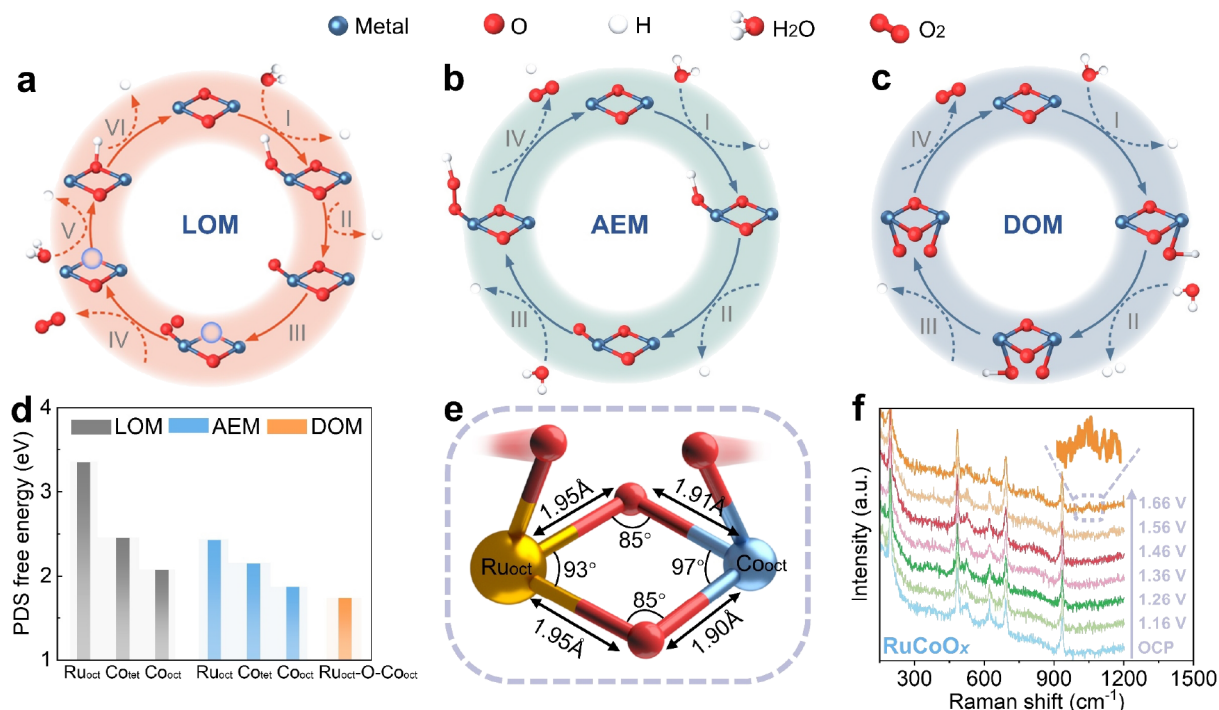 Metal O H H2O O2
a b c
I II III IV V VI
LOM
I II III IV
AEM
I II III IV
DOM
d
LOM AEM DOM
PDS free energy (eV)
4
3
2
1
Ruoct Cotet Cooct Ruoct Cotet Cooct Ruoct-O-Cooct
e
1.95Å 1.91Å
85°
Ruoct 93° 97° Cooct
85°
1.95Å 1.90Å
f
Intensity (a.u.)
1.66 V
1.56 V
1.46 V
1.36 V
1.26 V
1.16 V
OCP
RuCoOx
300 600 900 1200 1500
Raman shift (cm-1)